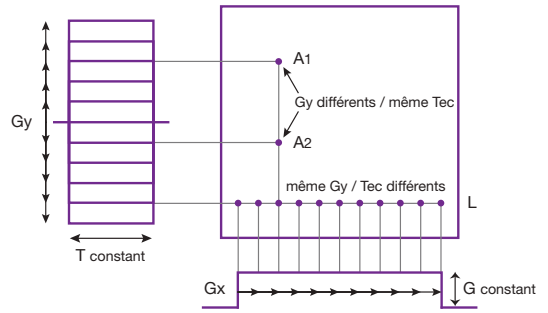 A1
Gy différents / même Tec
Gy
A2
même Gy / Tec différents
L
T constant
Gx
G constant